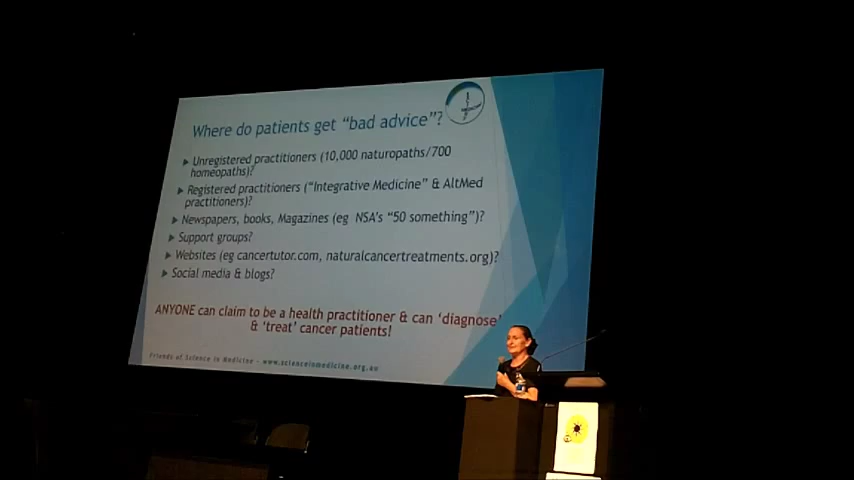 Where do patients get "bad advice"?
Unregistered practitioners (10,000 naturopaths/700
homeopaths)?
Registered practitioners ("Integrative Medicine" & AltMed
practitioners)?
Newspapers, books, Magazines (eg NSA's "50 something")?
Support groups?
Websites (eg cancertutor.com, naturalcancertreatments.org)?
Social media & blogs?
ANYONE can claim to be a health practitioner & can 'diagnose'
& 'treat' cancer patients!
Friends of Science in Medicine - www.scienceinmedicine.org.au